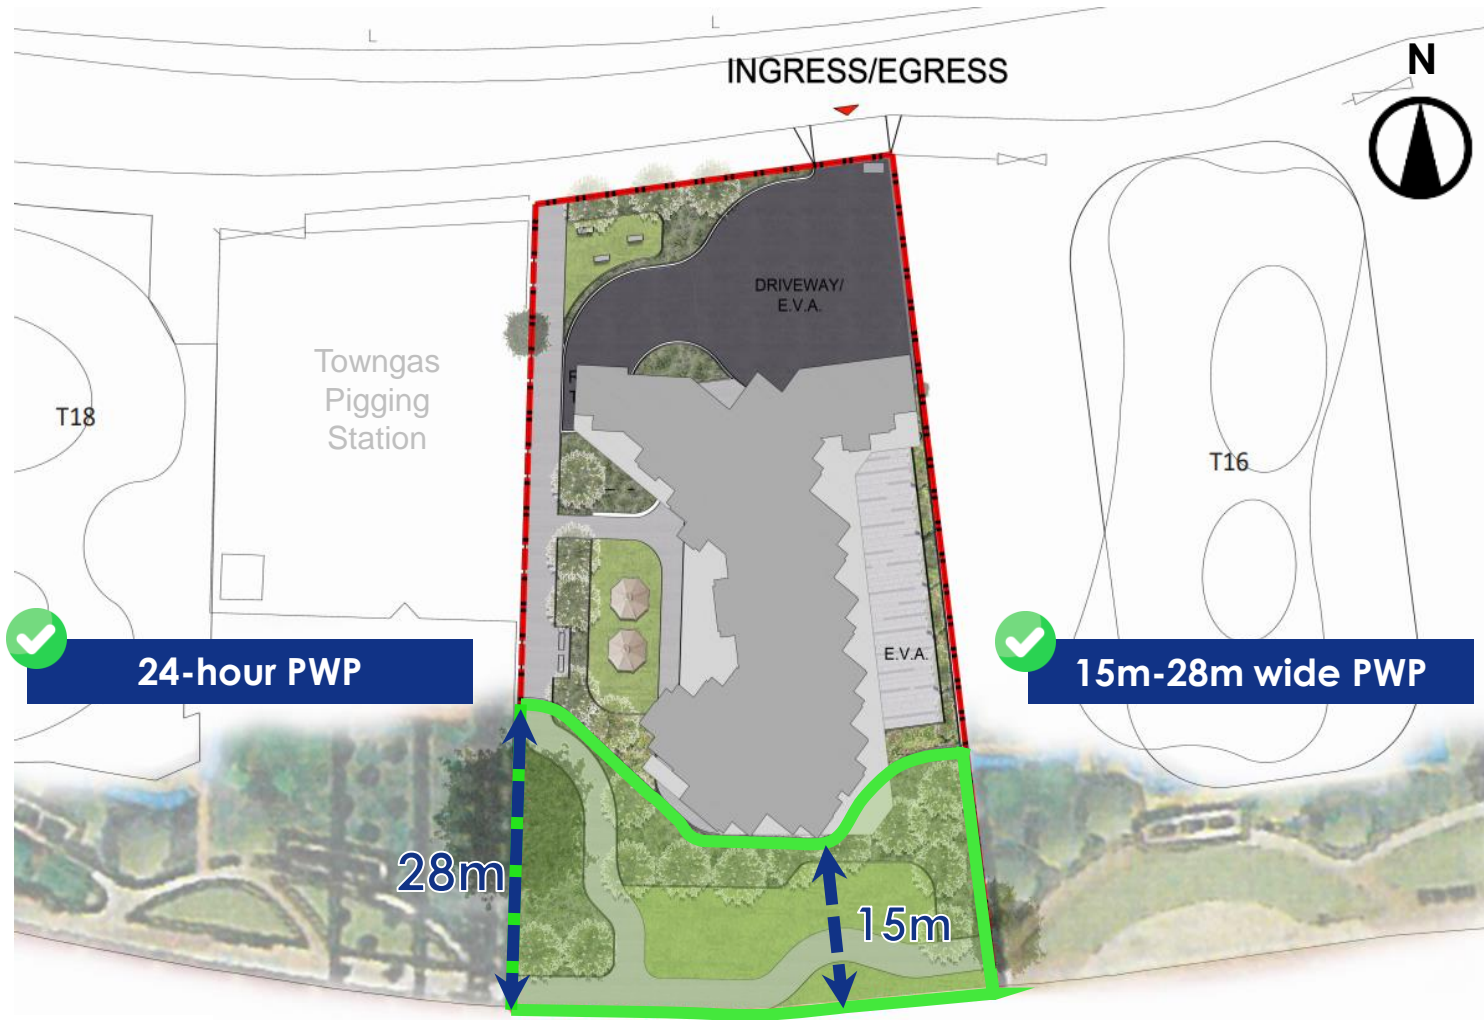 L
L
INGRESS/EGRESS
N
DRIVEWAY/
E.V.A.
Towngas
Pigging
Station
T18
T16
24-hour PWP
E.V.A.
15m-28m wide PWP
28m
15m